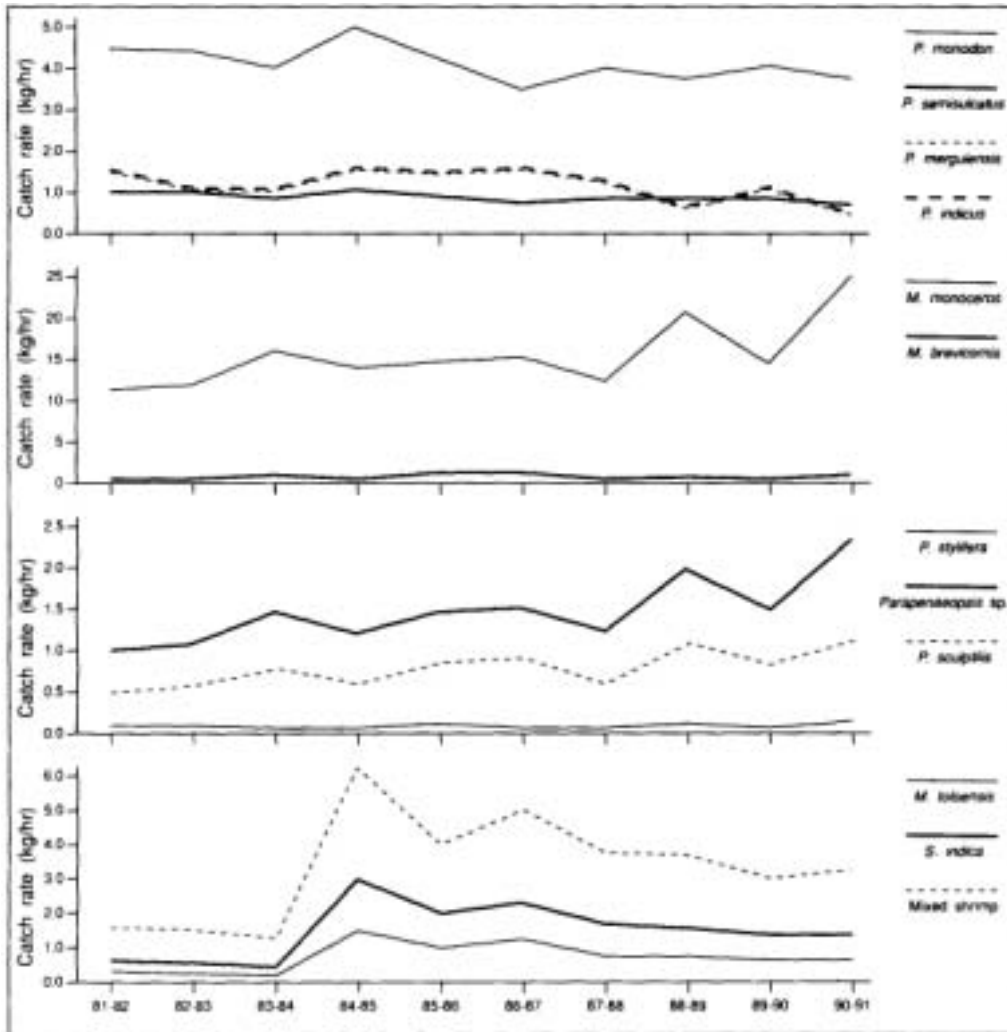 Catch rate (kg/hr)
5.0
4.0
3.0
2.0
1.0
0.0
P. monodon
P. semisulcatus
P. merguiensis
P. indicus
Catch rate (kg/hr)
25
20
15
10
5
0
M. monoceros
M. brevicornis
Catch rate (kg/hr)
2.5
2.0
1.5
1.0
0.5
0.0
P. stylifera
Parapenaeopsis sp
P. sculptilis
Catch rate (kg/hr)
6.0
5.0
4.0
3.0
2.0
1.0
0.0
M. tolsensis
S. indica
Mixed shrimp
81-82 82-83 83-84 84-85 85-86 86-87 87-88 88-89 89-90 90-91